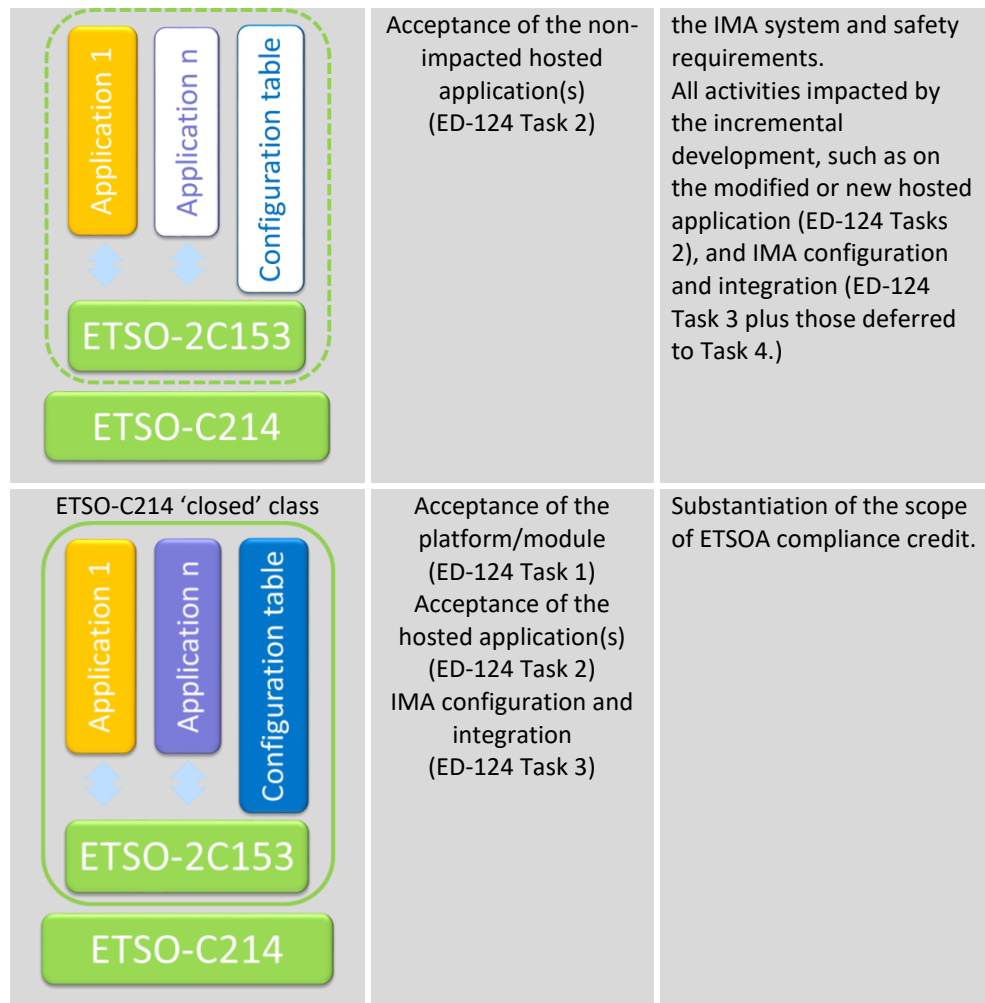 Application 1
Application n
Configuration table
ETSO-2C153
ETSO-C214
Acceptance of the non-
impacted hosted
application(s)
(ED-124 Task 2)
the IMA system and safety
requirements.
All activities impacted by
the incremental
development, such as on
the modified or new hosted
application (ED-124 Tasks
2), and IMA configuration
and integration (ED-124
Task 3 plus those deferred
to Task 4.)
ETSO-C214 ‘closed’ class
Application 1
Application n
Configuration table
ETSO-2C153
ETSO-C214
Acceptance of the
platform/module
(ED-124 Task 1)
Acceptance of the
hosted application(s)
(ED-124 Task 2)
IMA configuration and
integration
(ED-124 Task 3)
Substantiation of the scope
of ETSOA compliance credit.